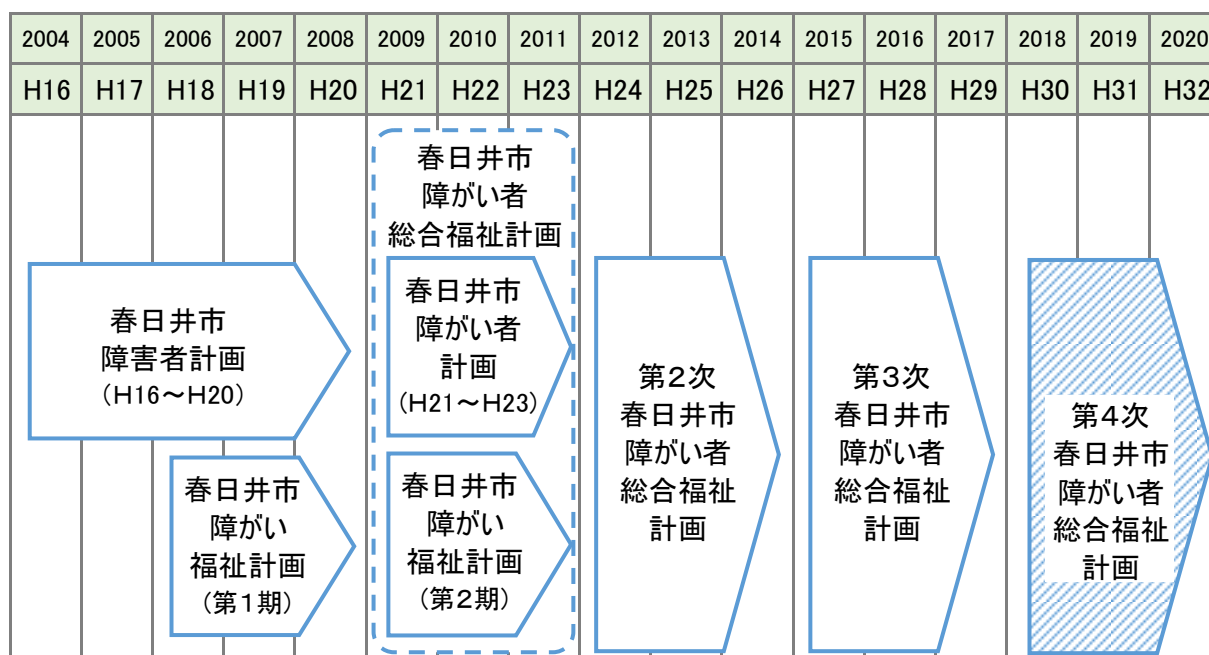 2004 2005 2006 2007 2008 2009 2010 2011 2012 2013 2014 2015 2016 2017 2018 2019 2020
H16 H17 H18 H19 H20 H21 H22 H23 H24 H25 H26 H27 H28 H29 H30 H31 H32
春日井市
障害者計画
(H16～H20)
春日井市
障がい
福祉計画
(第1期)
春日井市
障がい者
総合福祉計画
春日井市
障がい者
計画
(H21～H23)
春日井市
障がい
福祉計画
(第2期)
第2次
春日井市
障がい者
総合福祉
計画
第3次
春日井市
障がい者
総合福祉
計画
第4次
春日井市
障がい者
総合福祉
計画